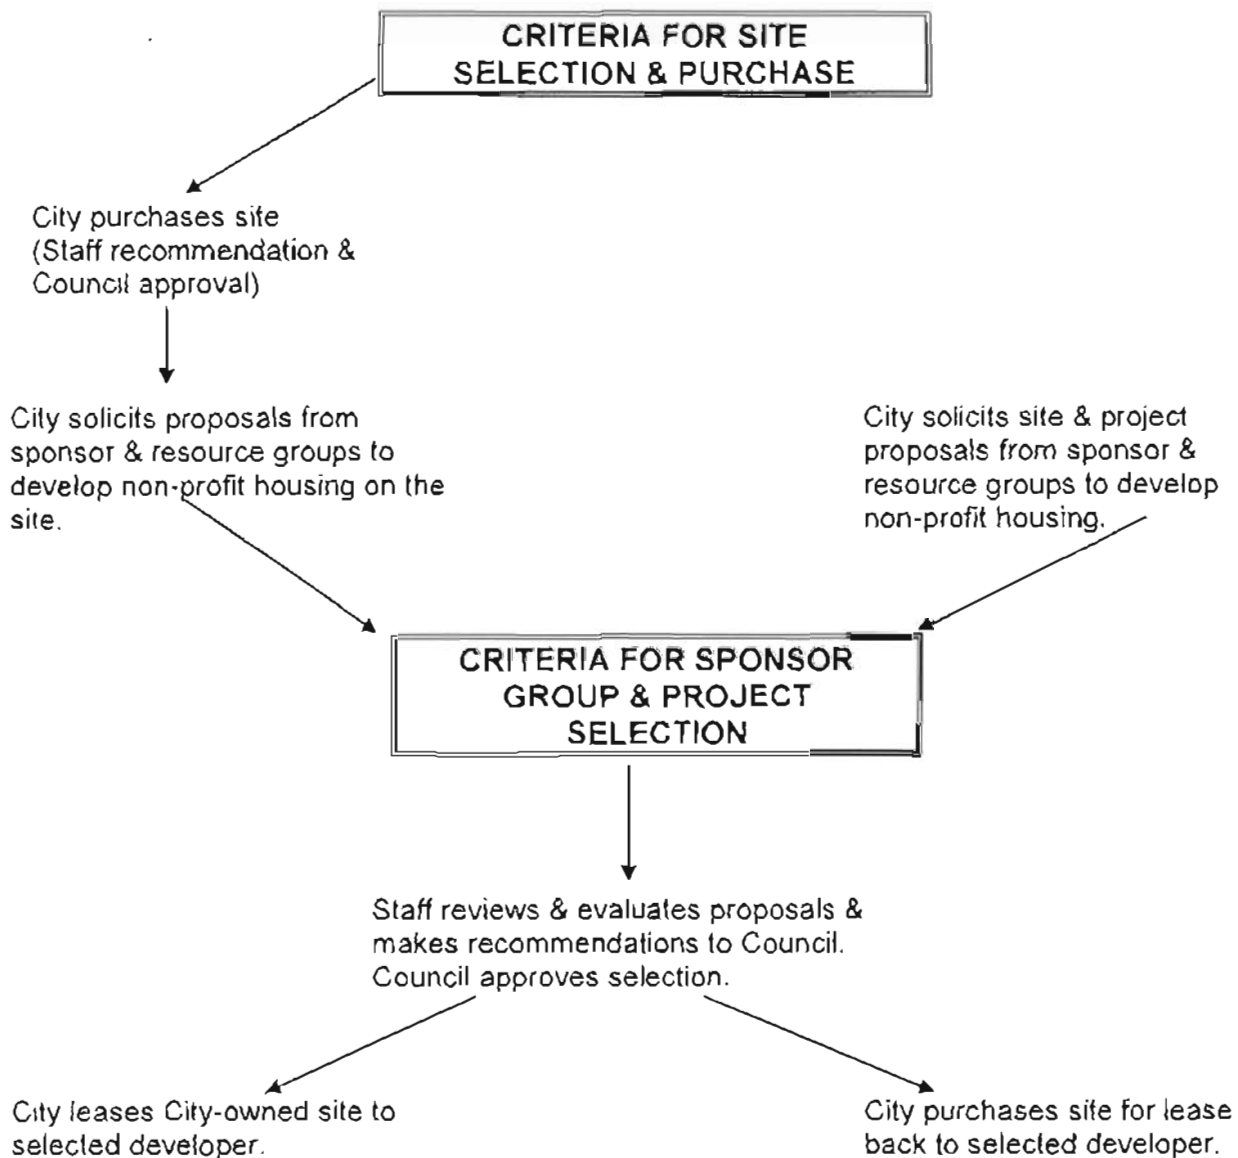 CRITERIA FOR SITE
SELECTION & PURCHASE
City purchases site
(Staff recommendation &
Council approval)
City solicits proposals from
sponsor & resource groups to
develop non-profit housing on the
site.
City solicits site & project
proposals from sponsor &
resource groups to develop
non-profit housing.
CRITERIA FOR SPONSOR
GROUP & PROJECT
SELECTION
Staff reviews & evaluates proposals &
makes recommendations to Council.
Council approves selection.
City leases City-owned site to
selected developer.
City purchases site for lease
back to selected developer.